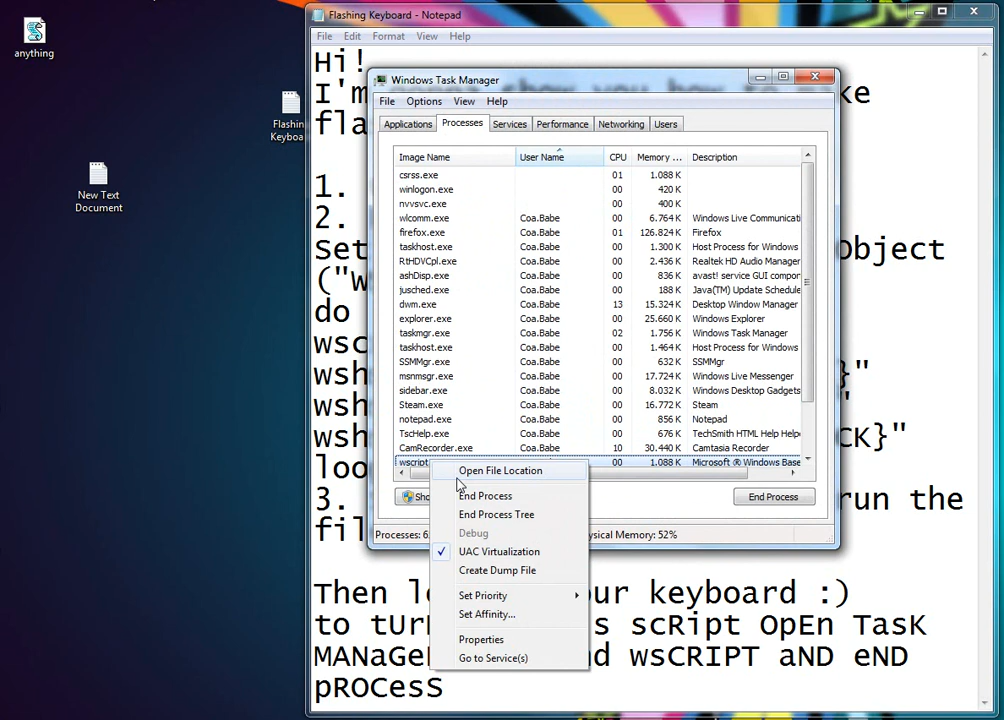 anything
Flashing Keyboard - Notepad
File Edit Format View Help
Hi!
I'm
ke
fla
Flashin
Keyboa
New Text
Document
1.
2.
Set
bject
("W
do
wsc
wsh
}"
wsh
"
wsh
CK}"
loo
3.
run the
fil
Then l
ur keyboard :)
to tUr
s scRipt OpEn TasK
MANaGe
nd wSCRIPT aND eND
pROCesS
Windows Task Manager
File Options View Help
Applications Processes Services Performance Networking Users
Image Name User Name CPU Memory ... Description
csrss.exe 01 1.088 K
winlogon.exe 00 420 K
nvvsvc.exe 00 400 K
wlcomm.exe Coa.Babe 00 6.764 K Windows Live Communicati
firefox.exe Coa.Babe 01 126.824 K Firefox
taskhost.exe Coa.Babe 00 1.300 K Host Process for Windows
RtHDVCpl.exe Coa.Babe 00 2.436 K Realtek HD Audio Manager
ashDisp.exe Coa.Babe 00 836 K avast! service GUI compor
jusched.exe Coa.Babe 00 188 K Java(TM) Update Schedule
dwm.exe Coa.Babe 13 15.324 K Desktop Window Manager
explorer.exe Coa.Babe 00 25.660 K Windows Explorer
taskmgr.exe Coa.Babe 02 1.756 K Windows Task Manager
taskhost.exe Coa.Babe 00 1.464 K Host Process for Windows
SSMMgr.exe Coa.Babe 00 632 K SSMMgr
msnmsgr.exe Coa.Babe 00 17.724 K Windows Live Messenger
sidebar.exe Coa.Babe 00 8.032 K Windows Desktop Gadgets
Steam.exe Coa.Babe 00 16.772 K Steam
notepad.exe Coa.Babe 00 856 K Notepad
TscHelp.exe Coa.Babe 00 676 K TechSmith HTML Help Helpe
CamRecorder.exe Coa.Babe 10 30.440 K Camtasia Recorder
wscript 00 1.088 K Microsoft ® Windows Base
Sho
End Process
Processes: 6
ysical Memory: 52%
Open File Location
End Process
End Process Tree
Debug
UAC Virtualization
Create Dump File
Set Priority
Set Affinity...
Properties
Go to Service(s)